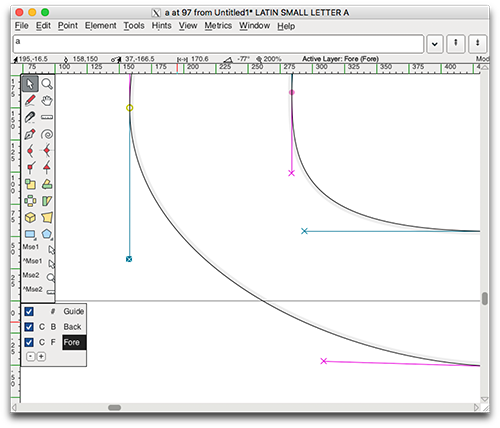 a at 97 from Untitled1* LATIN SMALL LETTER A
File Edit Point Element Tools Hints View Metrics Window Help
a
195,-16.5 158,150 37,-166.5 170.6 -77° 200% Active Layer: Fore (Fore) Mod
75 100 125 150 175 200 225 250 275 300 325 350 375 400
Mse1
^Mse1
Mse2
^Mse2
# Guide
C B Back
C F Fore
- +